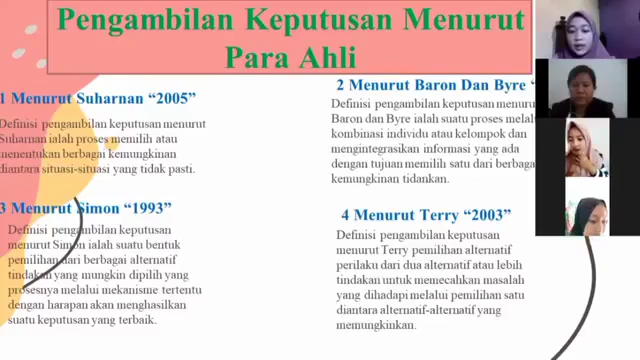 Pengambilan Keputusan Menurut
Para Ahli
1 Menurut Suharnan “2005”
Definisi pengambilan keputusan menurut
Suharnan ialah proses memilih atau
menentukan berbagai kemungkinan
diantara situasi-situasi yang tidak pasti.
2 Menurut Baron Dan Byre “
Definisi pengambilan keputusan menuru
Baron dan Byre ialah suatu proses melal
kombinasi individu atau kelompok dan
mengintegrasikan informasi yang ada
dengan tujuan memilih satu dari berbaga
kemungkinan tidankan.
3 Menurut Simon “1993”
Definisi pengambilan keputusan
menurut Simon ialah suatu bentuk
pemilihan dari berbagai alternatif
tindakan yang mungkin dipilih yang
prosesnya melalui mekanisme tertentu
dengan harapan akan menghasilkan
suatu keputusan yang terbaik.
4 Menurut Terry “2003”
Definisi pengambilan keputusan
menurut Terry pemilihan alternatif
perilaku dari dua alternatif atau lebih
tindakan untuk memecahkan masalah
yang dihadapi melalui pemilihan satu
diantara alternatif-alternatif yang
memungkinkan.